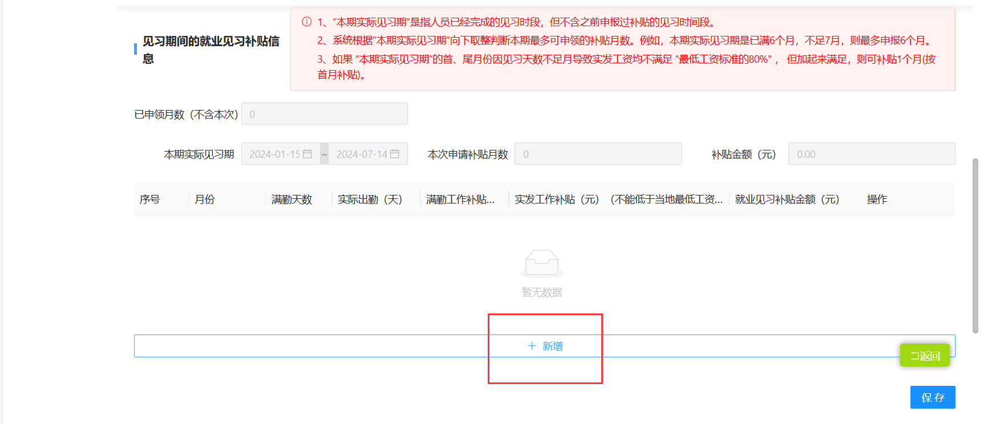 见习期间的就业见习补贴信
息
1、“本期实际见习期”是指人员已经完成的见习时段，但不含之前申报过补贴的见习时间段。
2、系统根据“本期实际见习期”向下取整判断本期最多可申领的补贴月数。例如，本期实际见习期是已满6个月，不足7月，则最多申报6个月。
3、如果 “本期实际见习期”的首、尾月份因见习天数不足月导致实发工资均不满足 “最低工资标准的80%" ， 但加起来满足，则可补贴1个月(按
首月补贴)。
已申领月数（不含本次） 0
本期实际见习期 2024-01-15 ~ 2024-07-14 本次申请补贴月数 0 补贴金额（元） 0.00
序号 月份 满勤天数 实际出勤（天） 满勤工作补贴... 实发工作补贴（元）（不能低于当地最低工资... 就业见习补贴金额（元） 操作
暂无数据
＋ 新增
返回
保存